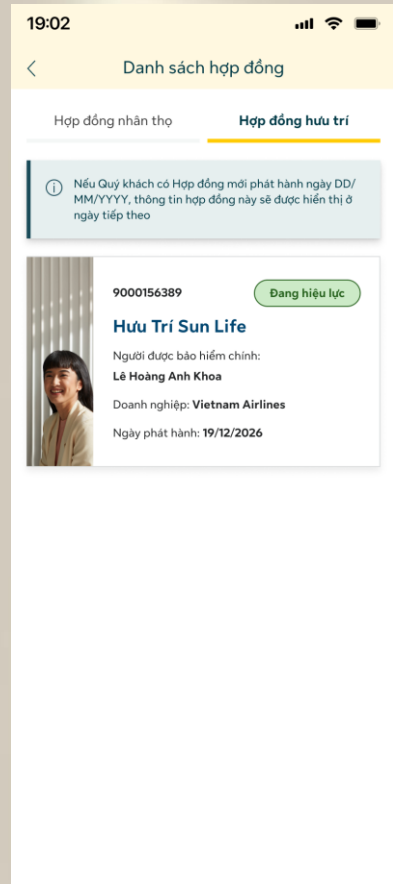 19:02
Danh sách hợp đồng
Hợp đồng nhân thọ
Hợp đồng hưu trí
Nếu Quý khách có Hợp đồng mới phát hành ngày DD/
MM/YYYY, thông tin hợp đồng này sẽ được hiển thị ở
ngày tiếp theo
9000156389
Đang hiệu lực
Hưu Trí Sun Life
Người được bảo hiểm chính:
Lê Hoàng Anh Khoa
Doanh nghiệp: Vietnam Airlines
Ngày phát hành: 19/12/2026